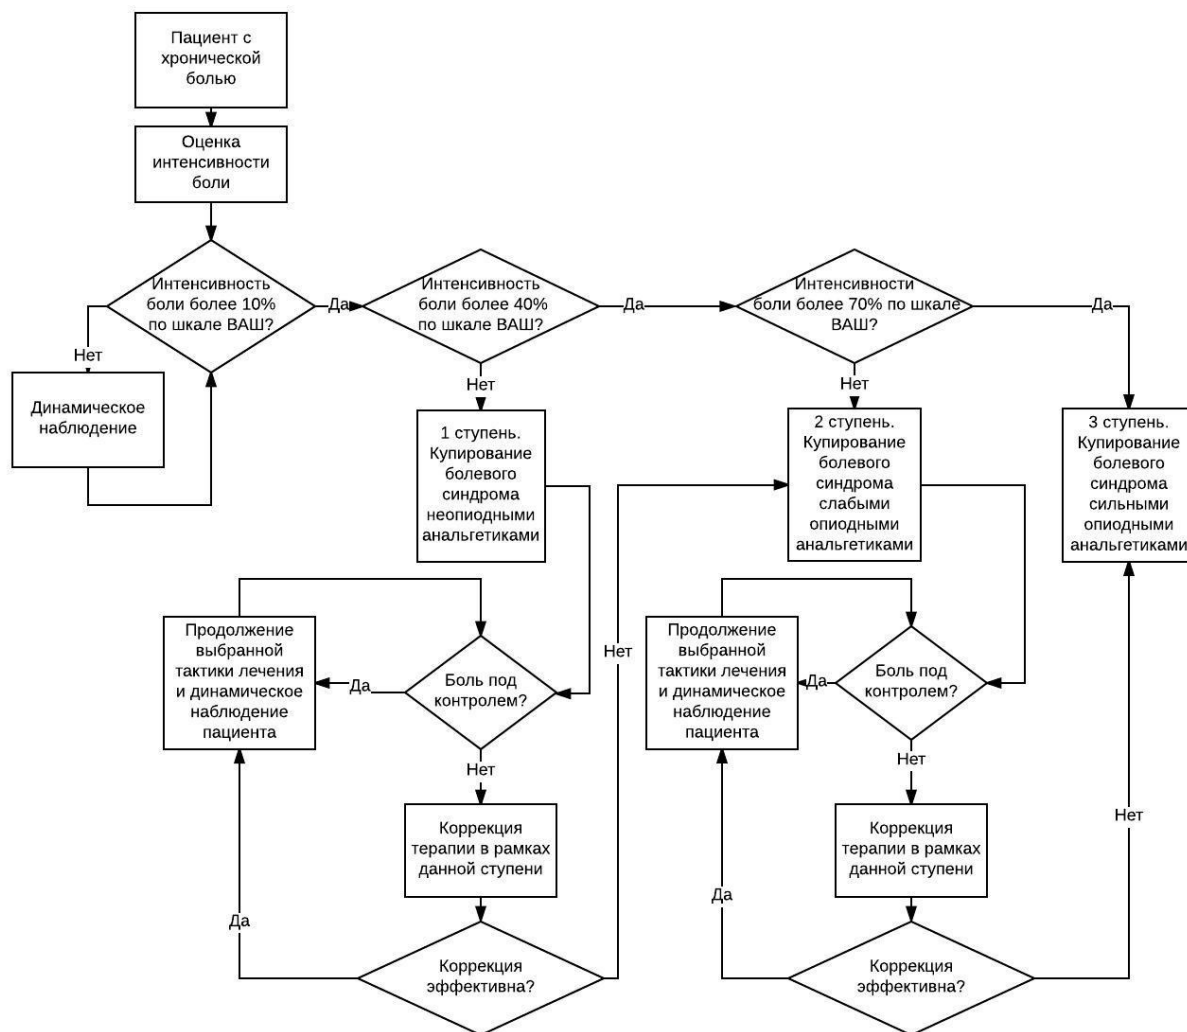 Пациент с
хронической
болью
Оценка
интенсивности
боли
Интенсивность
боли более 10%
по шкале ВАШ?
Да
Интенсивность
боли более 40%
по шкале ВАШ?
Да
Интенсивности
боли более 70% по шкале
ВАШ?
Да
Нет
Динамическое
наблюдение
Нет
1 ступень.
Купирование
болевого
синдрома
неопиодными
анальгетиками
Нет
2 ступень.
Купирование
болевого
синдрома
слабыми
опиодными
анальгетиками
3 ступень.
Купирование
болевого
синдрома
сильными
опиодными
анальгетиками
Продолжение
выбранной
тактики лечения
и динамическое
наблюдение
пациента
Да
Боль под
контролем?
Нет
Нет
Коррекция
терапии в рамках
данной ступени
Да
Коррекция
эффективна?
Продолжение
выбранной
тактики лечения
и динамическое
наблюдение
пациента
Да
Боль под
контролем?
Нет
Нет
Коррекция
терапии в рамках
данной ступени
Да
Коррекция
эффективна?